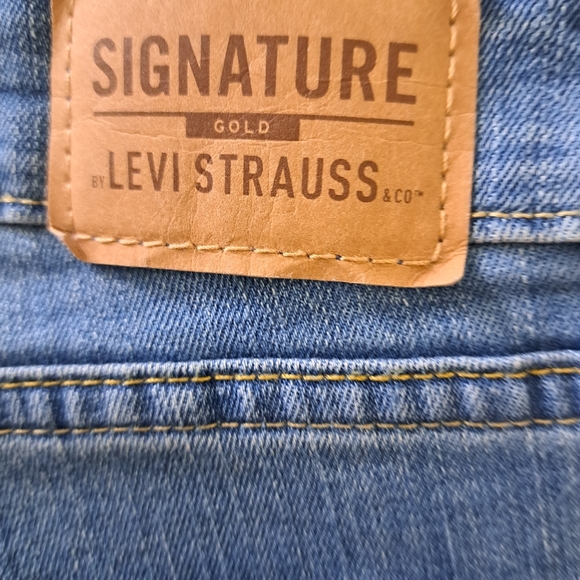 SIGNATURE
GOLD
BY LEVI STRAUSS & CO™